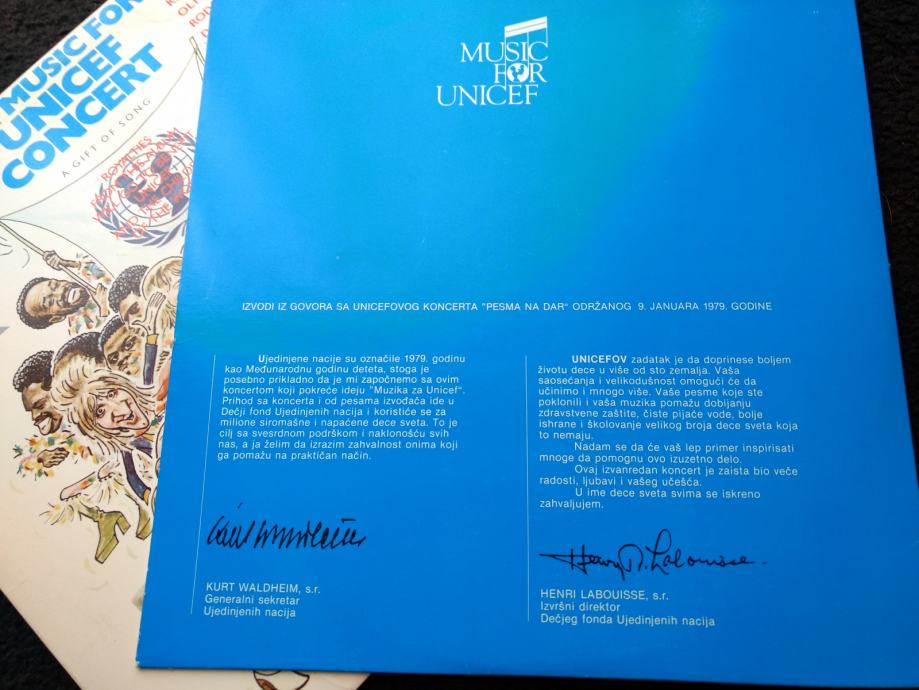 MUSIC FOR
UNICEF
CONCERT
A GIFT OF SONG
ROYALTIES
FROM THIS ALBUM
UNICEF
MUSIC
FOR
UNICEF
IZVODI IZ GOVORA SA UNICEFOVOG KONCERTA "PESMA NA DAR" ODRŽANOG 9. JANUARA 1979. GODINE
Ujedinjene nacije su označile 1979. godinu
kao Međunarodnu godinu deteta, stoga je
posebno prikladno da je mi započnemo sa ovim
koncertom koji pokreće ideju "Muzika za Unicef".
Prihod sa koncerta i od pesama izvođača ide u
Dečji fond Ujedinjenih nacija i koristiće se za
milione siromašne i napaćene dece sveta. To je
cilj sa svesrdnom podrškom i naklonošću svih
nas, a ja želim da izrazim zahvalnost onima koji
ga pomažu na praktičan način.
KURT WALDHEIM, s.r.
Generalni sekretar
Ujedinjenih nacija
UNICEFOV zadatak je da doprinese boljem
životu dece u više od sto zemalja. Vaša
saosećanja i velikodušnost omogući će da
učinimo i mnogo više. Vaše pesme koje ste
poklonili i vaša muzika pomažu dobijanju
zdravstvene zaštite, čiste pijaće vode, bolje
ishrane i školovanje velikog broja dece sveta koja
to nemaju.
Nadam se da će vaš lep primer inspirisati
mnoge da pomognu ovo izuzetno delo.
Ovaj izvanredan koncert je zaista bio veče
radosti, ljubavi i vašeg učešća.
U ime dece sveta svima se iskreno
zahvaljujem.
Henry R. Labouisse.
HENRI LABOUISSE, s.r.
Izvršni direktor
Dečjeg fonda Ujedinjenih nacija